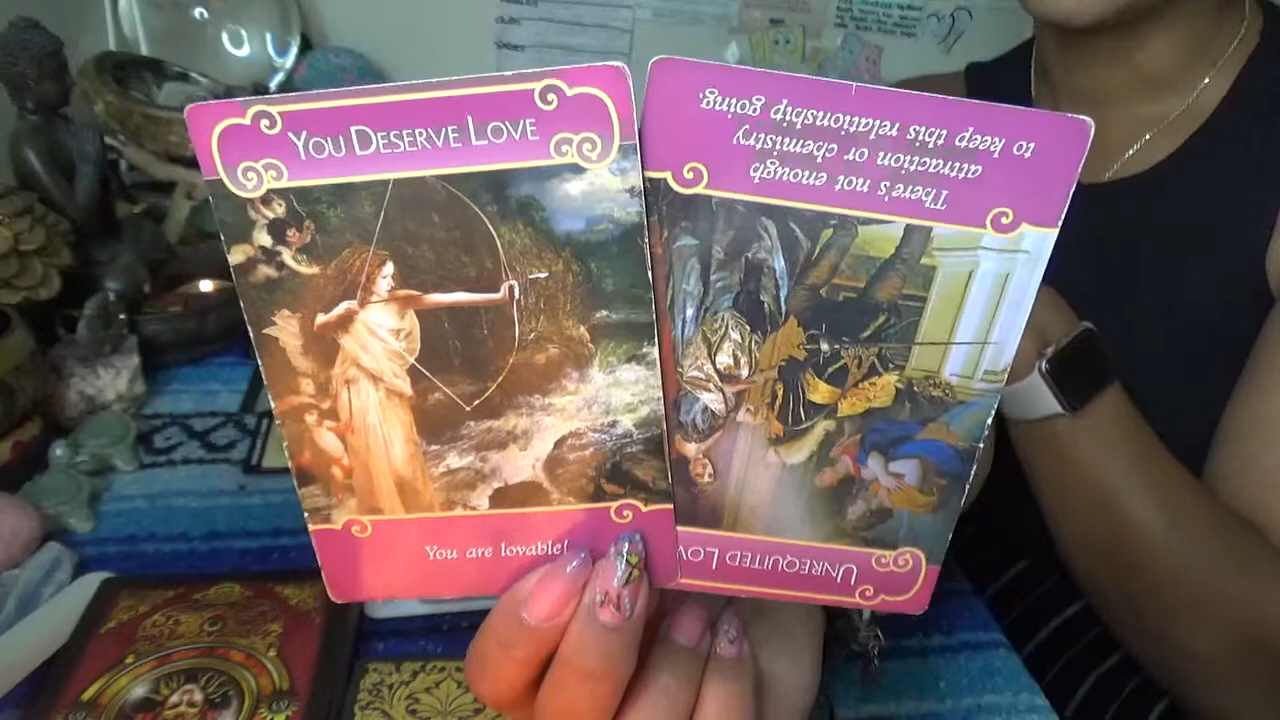 YOU DESERVE LOVE
You are lovable!
There's not enough
attraction or chemistry
to keep this relationship going.
UNREQUITED LOV